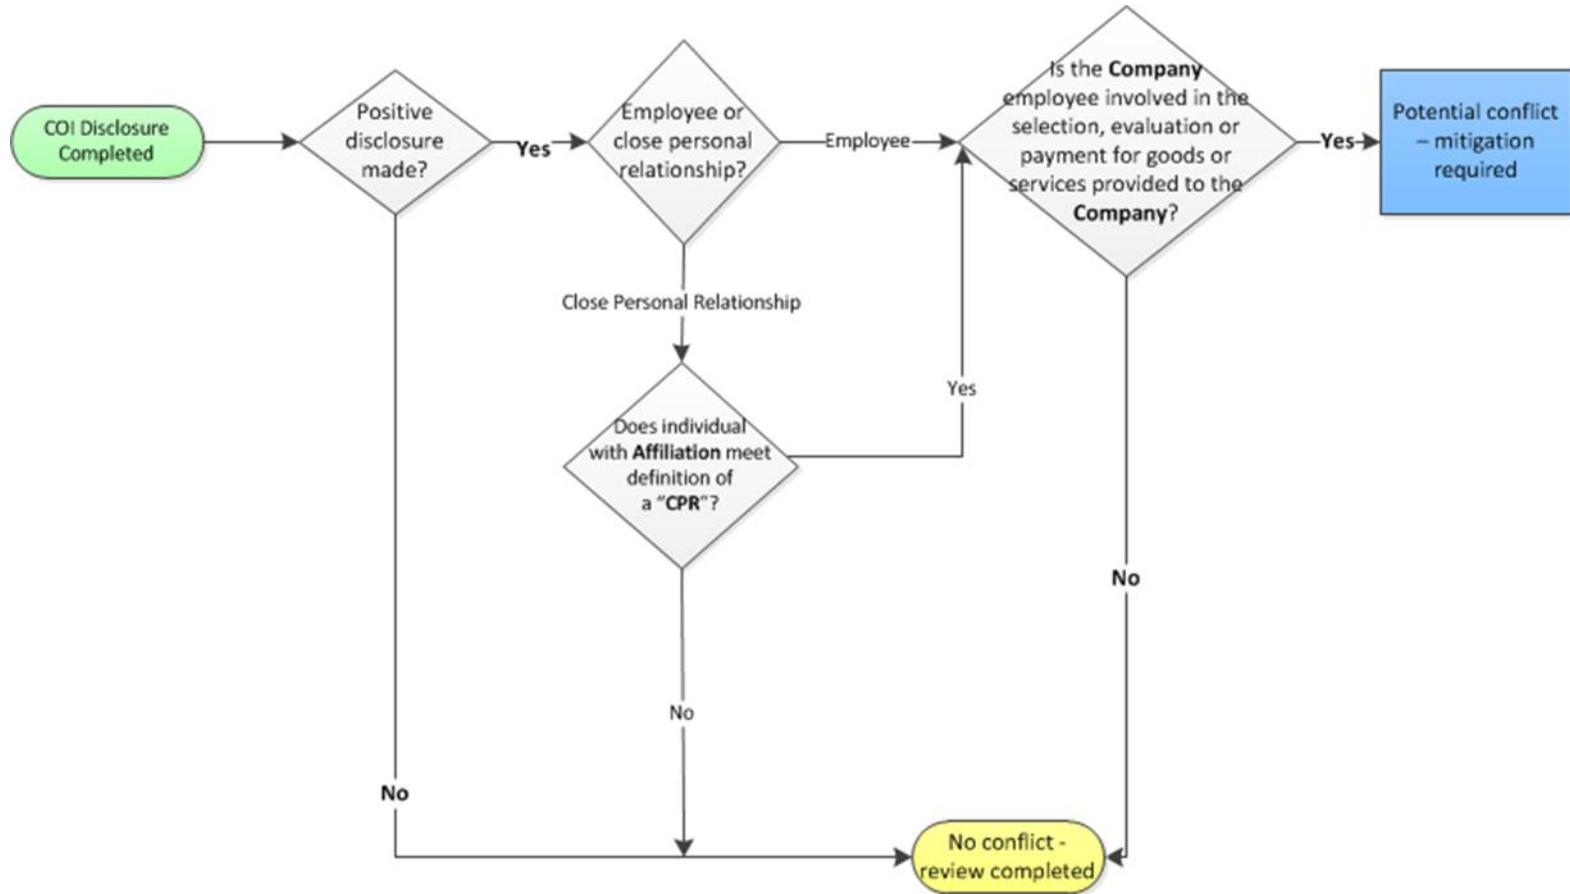 COI Disclosure
Completed
Positive
disclosure
made?
Yes
Employee or
close personal
relationship?
Employee
Is the Company
employee involved in the
selection, evaluation or
payment for goods or
services provided to the
Company?
Yes
Potential conflict
– mitigation
required
Close Personal Relationship
Yes
Does individual
with Affiliation meet
definition of
a “CPR”?
No
No
No
No conflict -
review completed